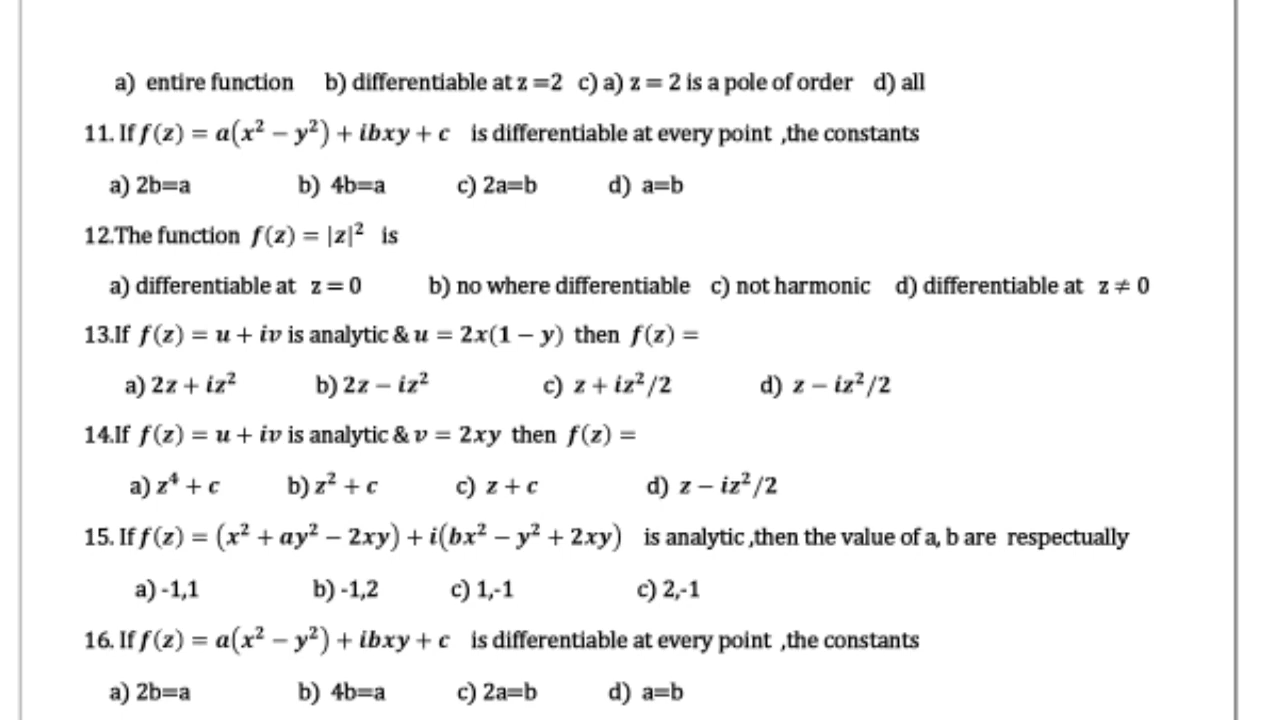 a) entire function b) differentiable at z =2 c) a) z = 2 is a pole of order d) all
11. If f(z) = a(x² − y²) + ibxy + c is differentiable at every point ,the constants
a) 2b=a b) 4b=a c) 2a=b d) a=b
12.The function f(z) = |z|² is
a) differentiable at z = 0 b) no where differentiable c) not harmonic d) differentiable at z ≠ 0
13.If f(z) = u + iv is analytic & u = 2x(1 − y) then f(z) =
a) 2z + iz² b) 2z − iz² c) z + iz²/2 d) z − iz²/2
14.If f(z) = u + iv is analytic & v = 2xy then f(z) =
a) z⁴ + c b) z² + c c) z + c d) z − iz²/2
15. If f(z) = (x² + ay² − 2xy) + i(bx² − y² + 2xy) is analytic ,then the value of a, b are respectually
a) -1,1 b) -1,2 c) 1,-1 c) 2,-1
16. If f(z) = a(x² − y²) + ibxy + c is differentiable at every point ,the constants
a) 2b=a b) 4b=a c) 2a=b d) a=b